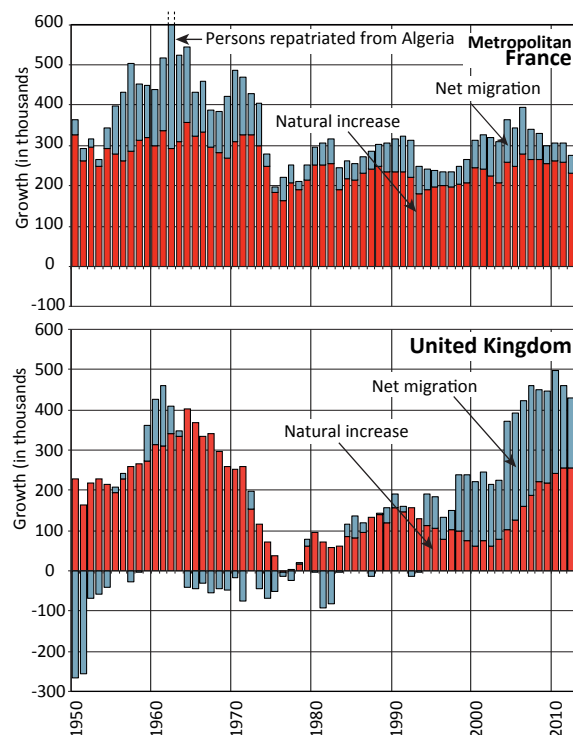 600
500
400
300
200
100
0
-100
Growth (in thousands)
Persons repatriated from Algeria
Metropolitan
France
Net migration
Natural increase
600
500
400
300
200
100
0
-100
-200
-300
Growth (in thousands)
United Kingdom
Net migration
Natural increase
1950
1960
1970
1980
1990
2000
2010